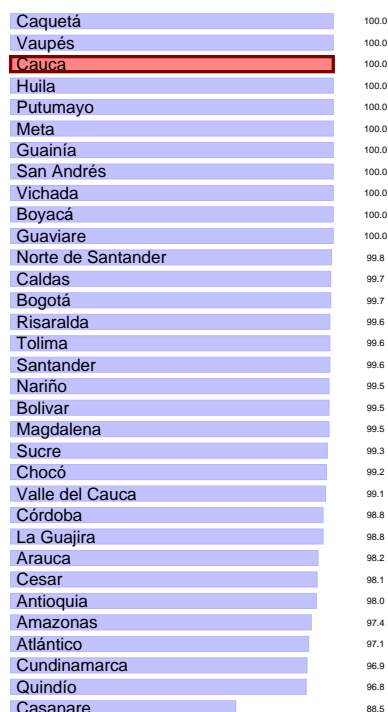 Caquetá 100.0
Vaupés 100.0
Cauca 100.0
Huila 100.0
Putumayo 100.0
Meta 100.0
Guainía 100.0
San Andrés 100.0
Vichada 100.0
Boyacá 100.0
Guaviare 100.0
Norte de Santander 99.8
Caldas 99.7
Bogotá 99.7
Risaralda 99.6
Tolima 99.6
Santander 99.6
Nariño 99.5
Bolivar 99.5
Magdalena 99.5
Sucre 99.3
Chocó 99.2
Valle del Cauca 99.1
Córdoba 98.8
La Guajira 98.8
Arauca 98.2
Cesar 98.1
Antioquia 98.0
Amazonas 97.4
Atlántico 97.1
Cundinamarca 96.9
Quindío 96.8
Casanare 88.5